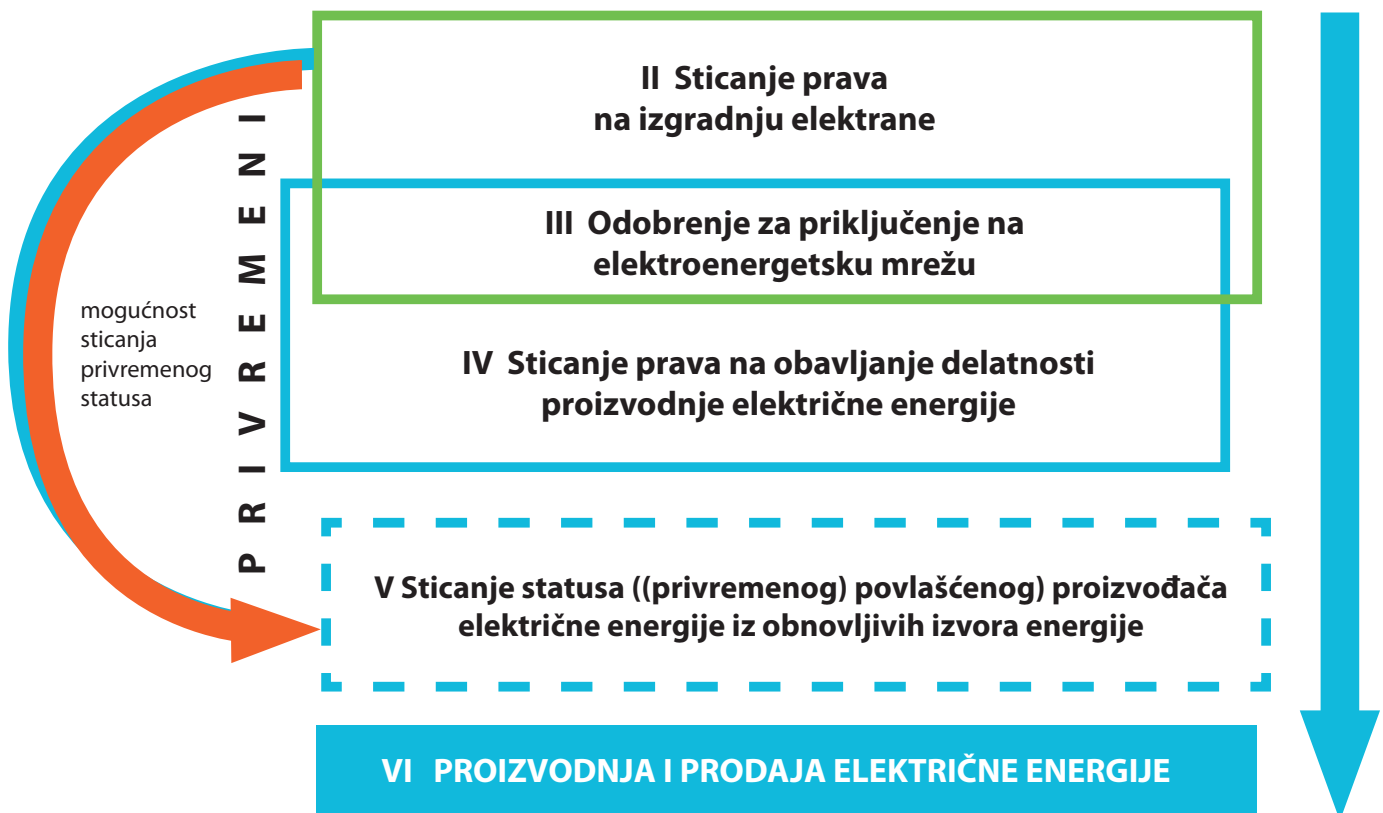 II Sticanje prava
na izgradnju elektrane
III Odobrenje za priključenje na
elektroenergetsku mrežu
mogućnost
sticanja
privremenog
statusa
PRIVREMENI
IV Sticanje prava na obavljanje delatnosti
proizvodnje električne energije
V Sticanje statusa ((privremenog) povlašćenog) proizvođača
električne energije iz obnovljivih izvora energije
VI PROIZVODNJA I PRODAJA ELEKTRIČNE ENERGIJE